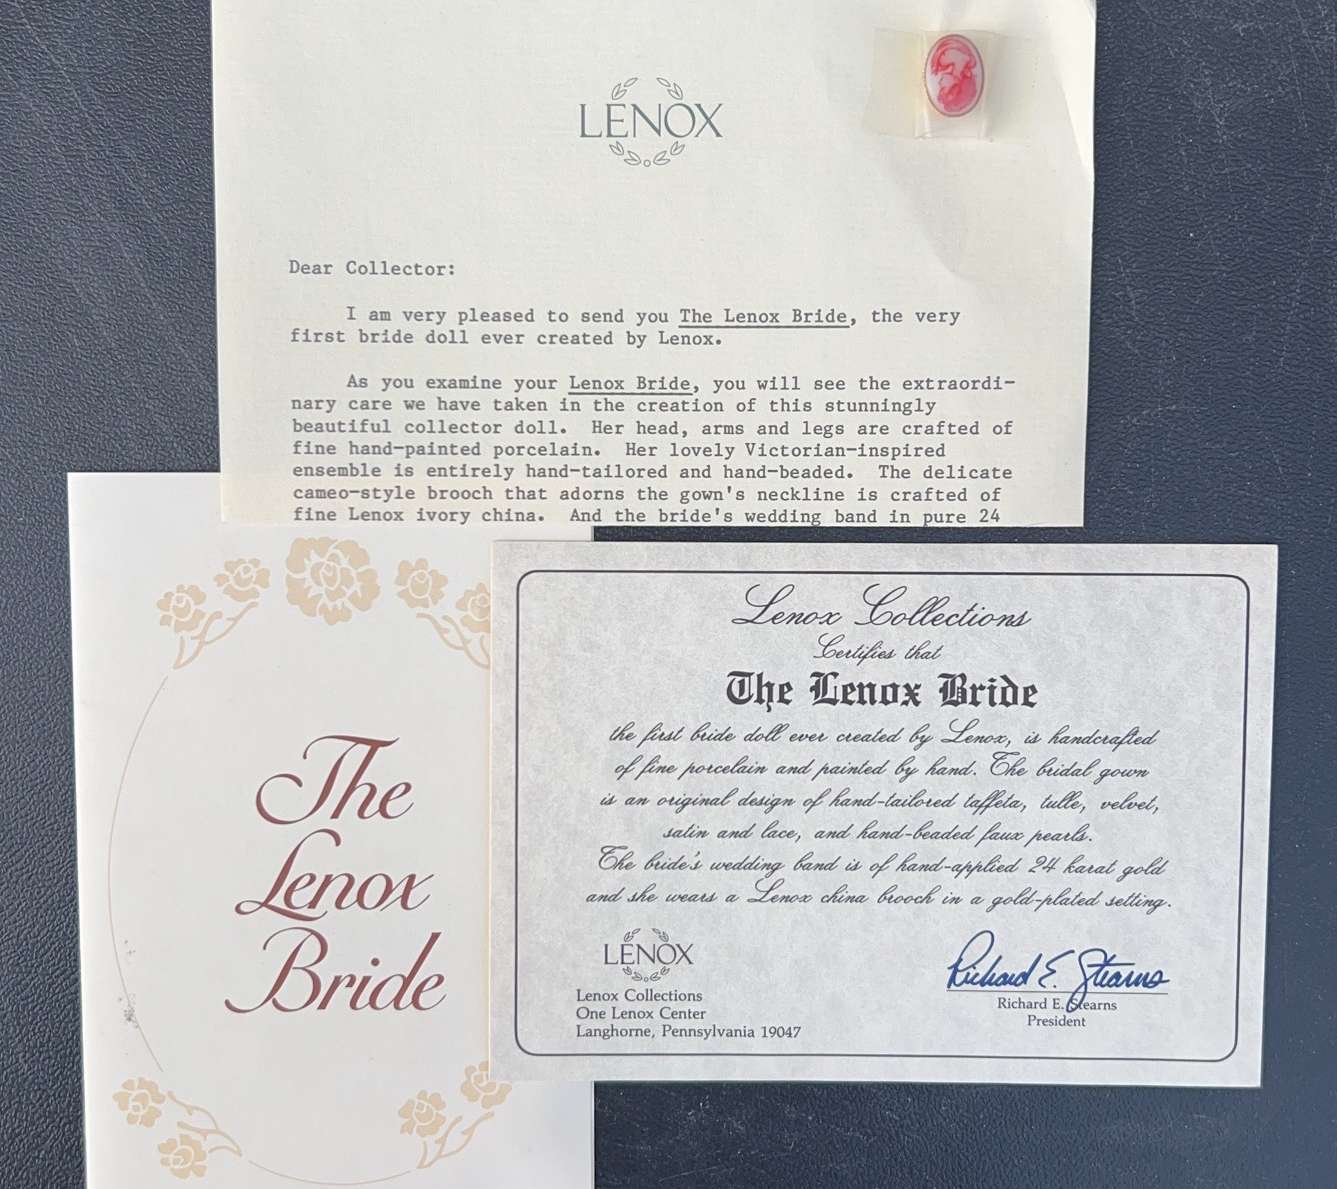 LENOX
Dear Collector:
I am very pleased to send you The Lenox Bride, the very
first bride doll ever created by Lenox.
As you examine your Lenox Bride, you will see the extraordi-
nary care we have taken in the creation of this stunningly
beautiful collector doll. Her head, arms and legs are crafted of
fine hand-painted porcelain. Her lovely Victorian-inspired
ensemble is entirely hand-tailored and hand-beaded. The delicate
cameo-style brooch that adorns the gown's neckline is crafted of
fine Lenox ivory china. And the bride's wedding band in pure 24
The
Lenox
Bride
Lenox Collections
Certifies that
The Lenox Bride
the first bride doll ever created by Lenox, is handcrafted
of fine porcelain and painted by hand. The bridal gown
is an original design of hand-tailored taffeta, tulle, velvet,
satin and lace, and hand-beaded faux pearls.
The bride's wedding band is of hand-applied 24 karat gold
and she wears a Lenox china brooch in a gold-plated setting.
LENOX
Lenox Collections
One Lenox Center
Langhorne, Pennsylvania 19047
Richard E. Stearns
Richard E. Stearns
President